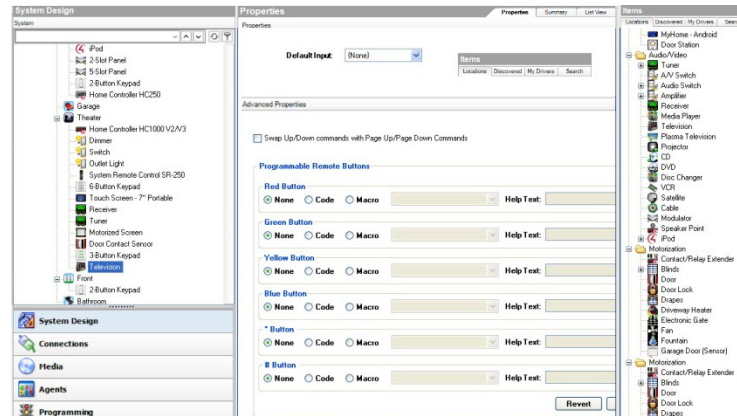 System Design
System
iPod
2-Slot Panel
5-Slot Panel
2-Button Keypad
Home Controller HC250
Garage
Theater
Home Controller HC1000 V2/V3
Dimmer
Switch
Outlet Light
System Remote Control SR-250
6-Button Keypad
Touch Screen - 7" Portable
Receiver
Tuner
Motorized Screen
Door Contact Sensor
3-Button Keypad
Television
Front
2-Button Keypad
Bathroom
System Design
Connections
Media
Agents
Programming
Properties
Properties Summary List View
Properties
Default Input: (None)
Items
Locations Discovered My Drivers Search
Advanced Properties
Swap Up/Down commands with Page Up/Page Down Commands
Programmable Remote Buttons
Red Button
None Code Macro Help Text:
Green Button
None Code Macro Help Text:
Yellow Button
None Code Macro Help Text:
Blue Button
None Code Macro Help Text:
* Button
None Code Macro Help Text:
# Button
None Code Macro Help Text:
Revert
Items
Locations Discovered My Drivers Sear
MyHome - Android
Door Station
Audio/Video
Tuner
A/V Switch
Audio Switch
Amplifier
Receiver
Media Player
Television
Plasma Television
Projector
CD
DVD
Disc Changer
VCR
Satellite
Cable
Modulator
Speaker Point
iPod
Motorization
Contact/Relay Extender
Blinds
Door
Door Lock
Drapes
Driveway Heater
Electronic Gate
Fan
Fountain
Garage Door (Sensor)
Motorization
Contact/Relay Extender
Blinds
Door
Door Lock
Drapes